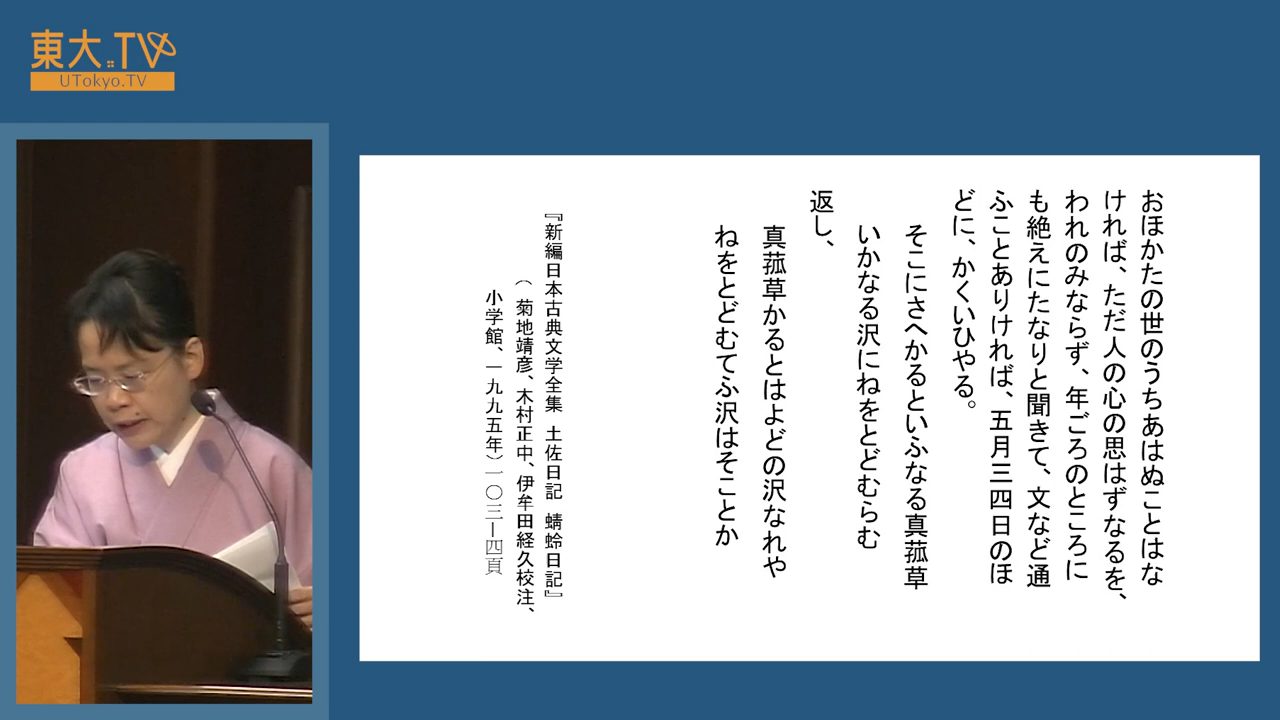 東大.TV
UTokyo.TV
おほかたの世のうちあはぬことはな
ければ、ただ人の心の思はずなるを、
われのみならず、年ごろのところに
も絶えにたなりと聞きて、文など通
ふことありければ、五月三四日のほ
どに、かくいひやる。
そこにさへかるといふなる真菰草
いかなる沢にねをとどむらむ
返し、
真菰草かるとはよどの沢なれや
ねをとどむてふ沢はそことか
『新編日本古典文学全集 土佐日記 蜻蛉日記』
（菊地靖彦、木村正中、伊牟田経久校注、
小学館、一九九五年）一〇三―四頁